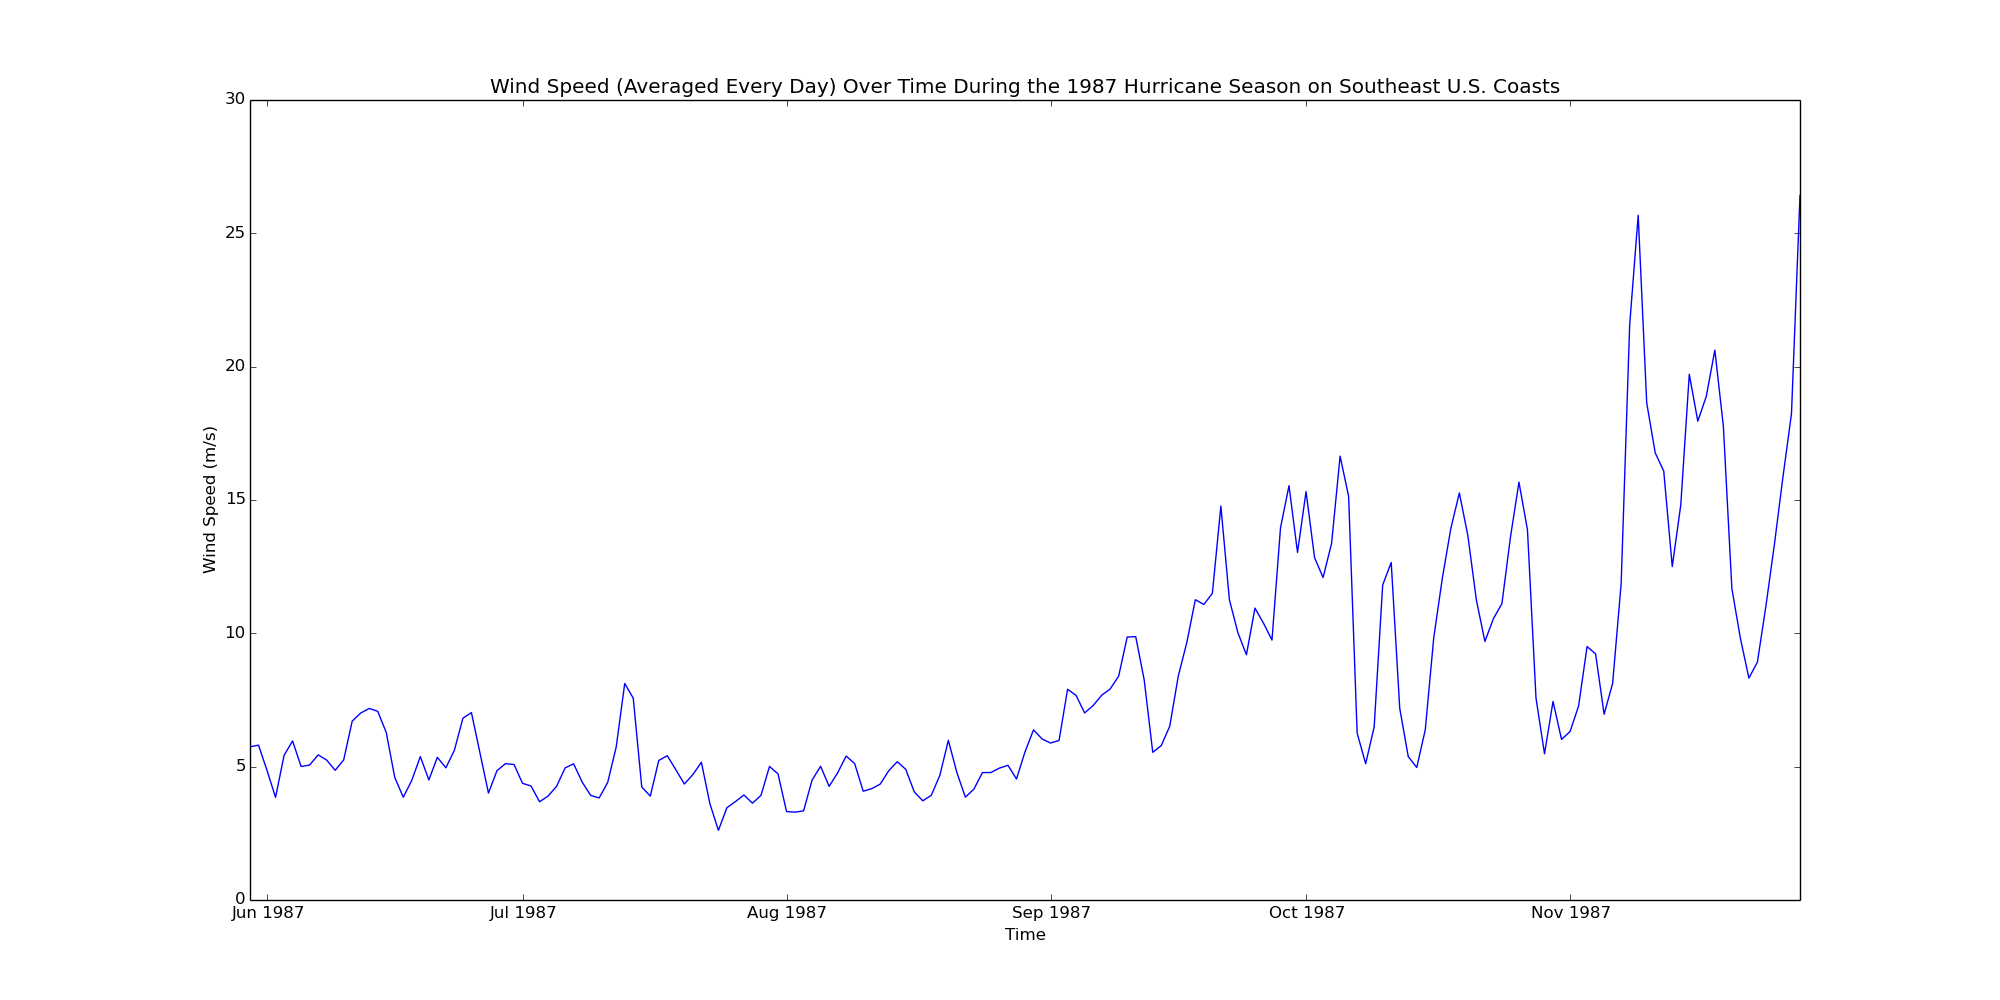 Wind Speed (Averaged Every Day) Over Time During the 1987 Hurricane Season on Southeast U.S. Coasts
30
25
20
15
10
5
0
Wind Speed (m/s)
Jun 1987 Jul 1987 Aug 1987 Sep 1987 Oct 1987 Nov 1987
Time